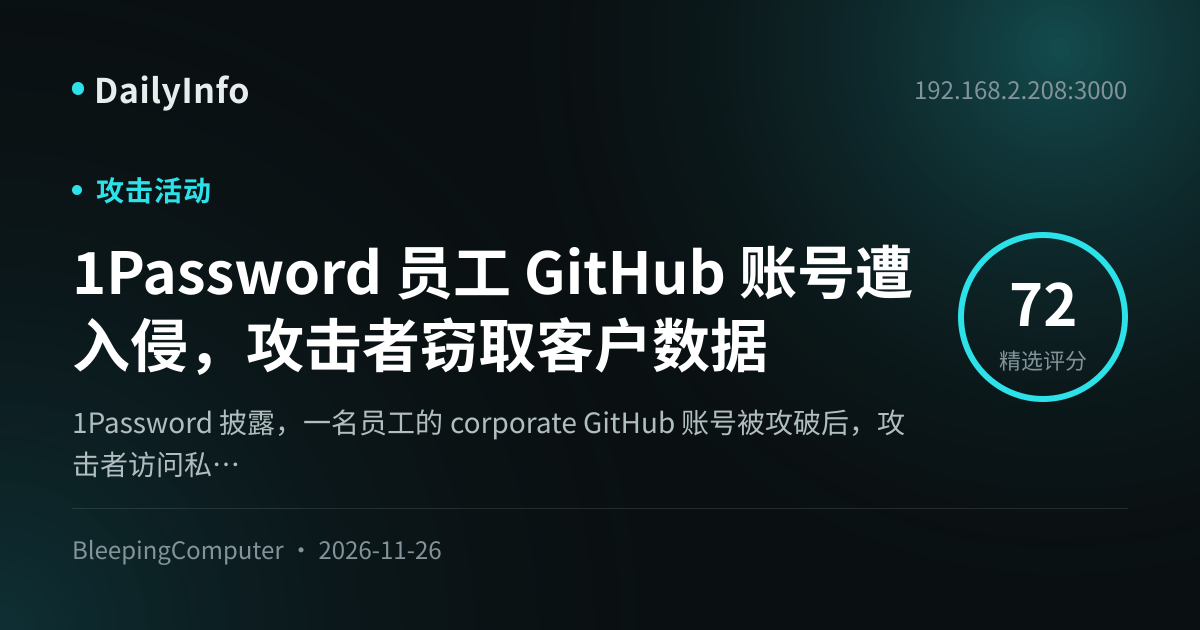 DailyInfo
192.168.2.208:3000
攻击活动
1Password 员工 GitHub 账号遭
入侵，攻击者窃取客户数据
72
精选评分
1Password 披露，一名员工的 corporate GitHub 账号被攻破后，攻
击者访问私…
BleepingComputer · 2026-11-26